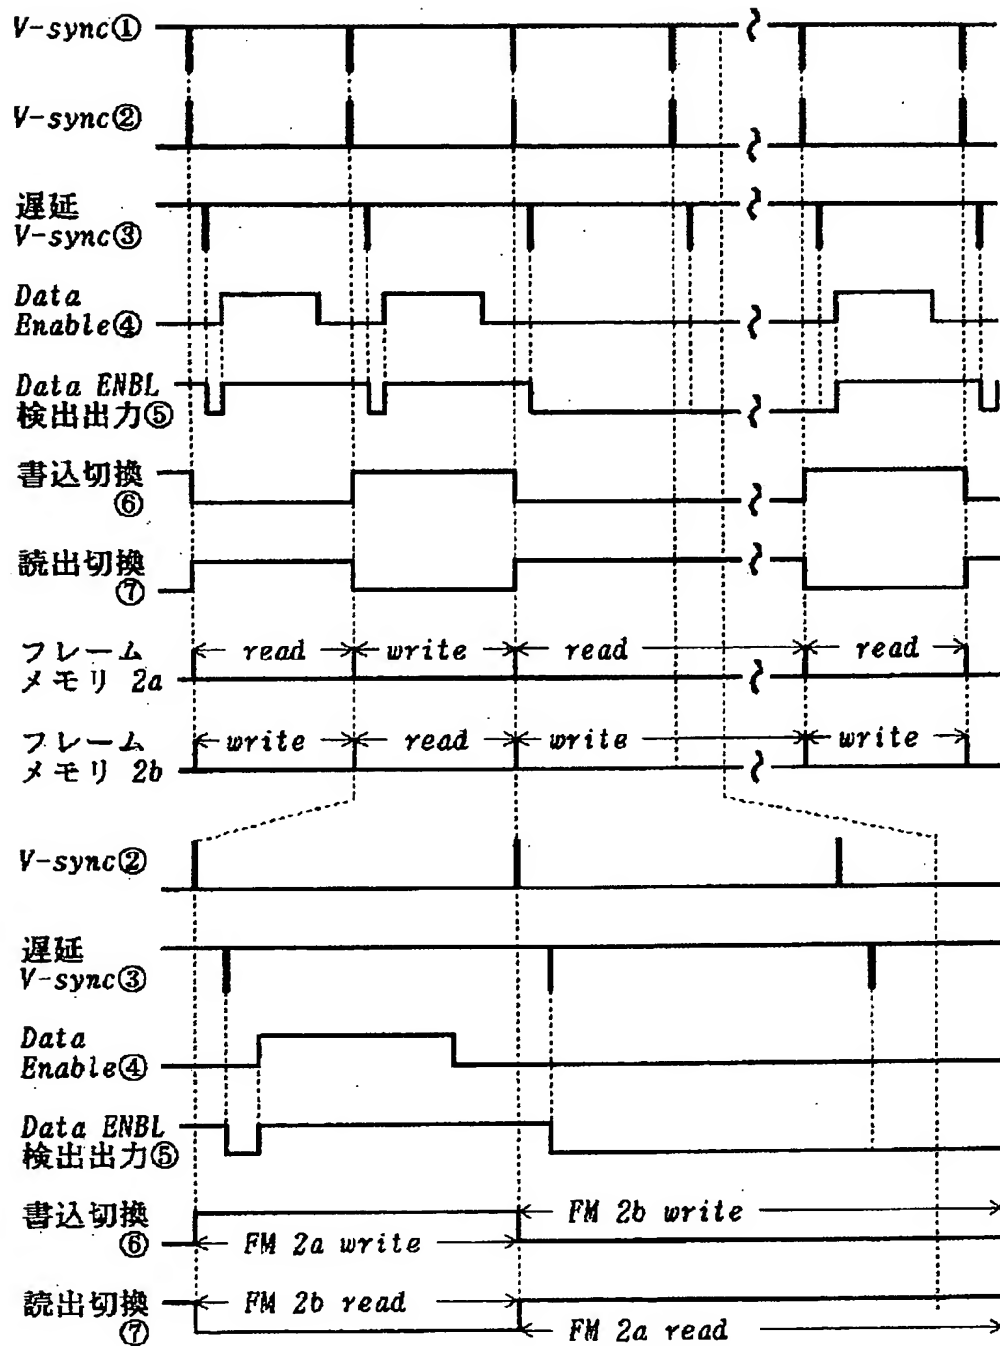 V-sync①
V-sync②
遅延
V-sync③
Data
Enable④
Data ENBL
検出出力⑤
書込切換
⑥
読出切換
⑦
フレーム
メモリ 2a
read write read read
フレーム
メモリ 2b
write read write write
V-sync②
遅延
V-sync③
Data
Enable④
Data ENBL
検出出力⑤
書込切換
⑥
FM 2b write
FM 2a write
読出切換
⑦
FM 2b read
FM 2a read